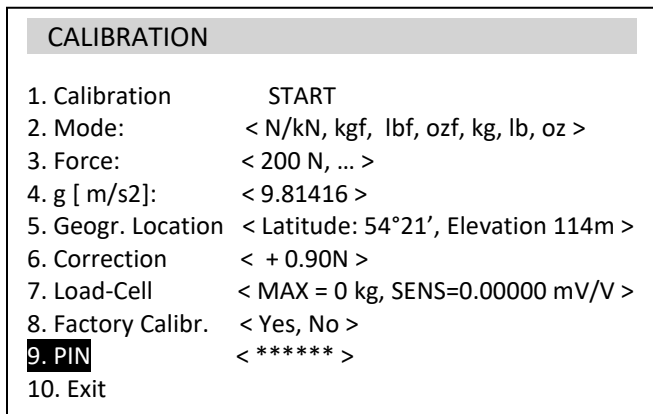 CALIBRATION
1. Calibration START
2. Mode: < N/kN, kgf, lbf, ozf, kg, lb, oz >
3. Force: < 200 N, … >
4. g [ m/s2]: < 9.81416 >
5. Geogr. Location < Latitude: 54°21’, Elevation 114m >
6. Correction < + 0.90N >
7. Load-Cell < MAX = 0 kg, SENS=0.00000 mV/V >
8. Factory Calibr. < Yes, No >
9. PIN < ****** >
10. Exit